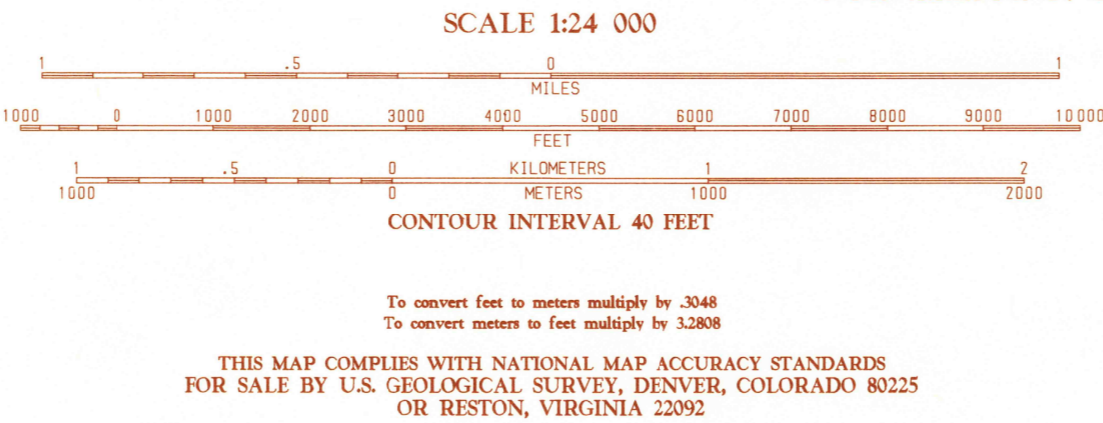 SCALE 1:24 000
1 .5 0 1
MILES
1000 0 1000 2000 3000 4000 5000 6000 7000 8000 9000 10000
FEET
1 .5 0 KILOMETERS 1 2
1000 0 METERS 1000 2000
CONTOUR INTERVAL 40 FEET
To convert feet to meters multiply by .3048
To convert meters to feet multiply by 3.2808
THIS MAP COMPLIES WITH NATIONAL MAP ACCURACY STANDARDS
FOR SALE BY U.S. GEOLOGICAL SURVEY, DENVER, COLORADO 80225
OR RESTON, VIRGINIA 22092